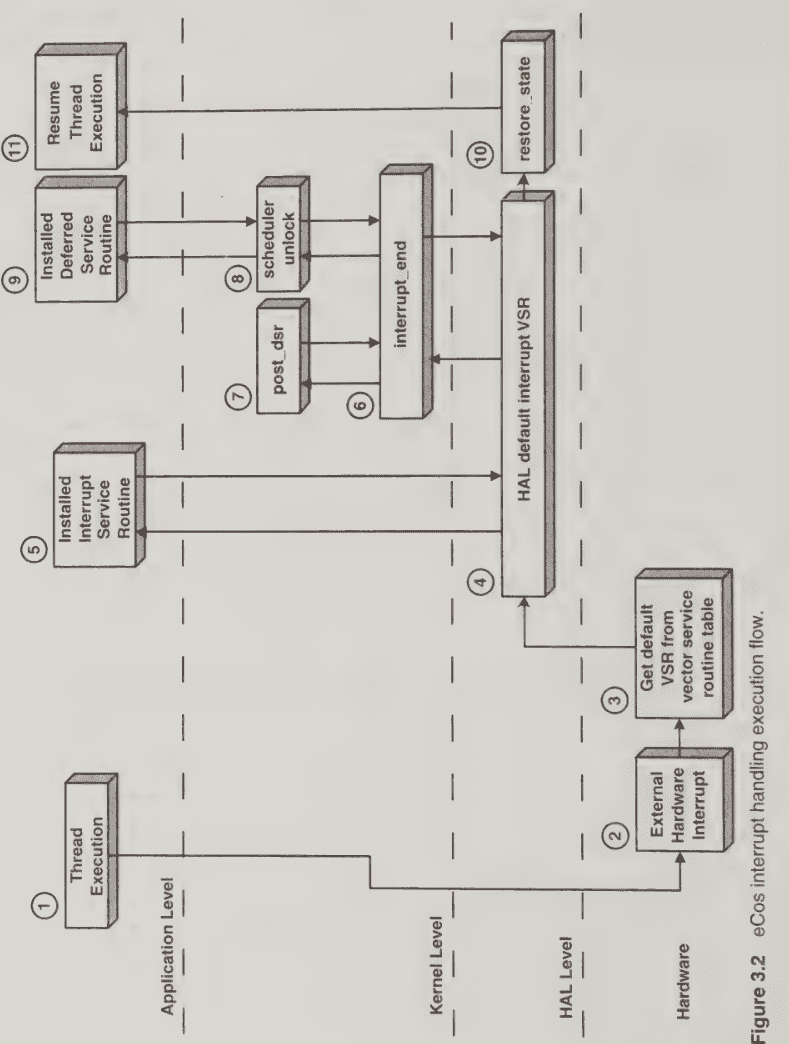 1
Thread
Execution
Application Level
Kernel Level
HAL Level
Hardware
2
External
Hardware
Interrupt
3
Get default
VSR from
vector service
routine table
4
HAL default interrupt VSR
5
Installed
Interrupt
Service
Routine
6
interrupt_end
7
post_dsr
8
scheduler
unlock
9
Installed
Deferred
Service
Routine
10
restore_state
11
Resume
Thread
Execution
Figure 3.2 eCos interrupt handling execution flow.